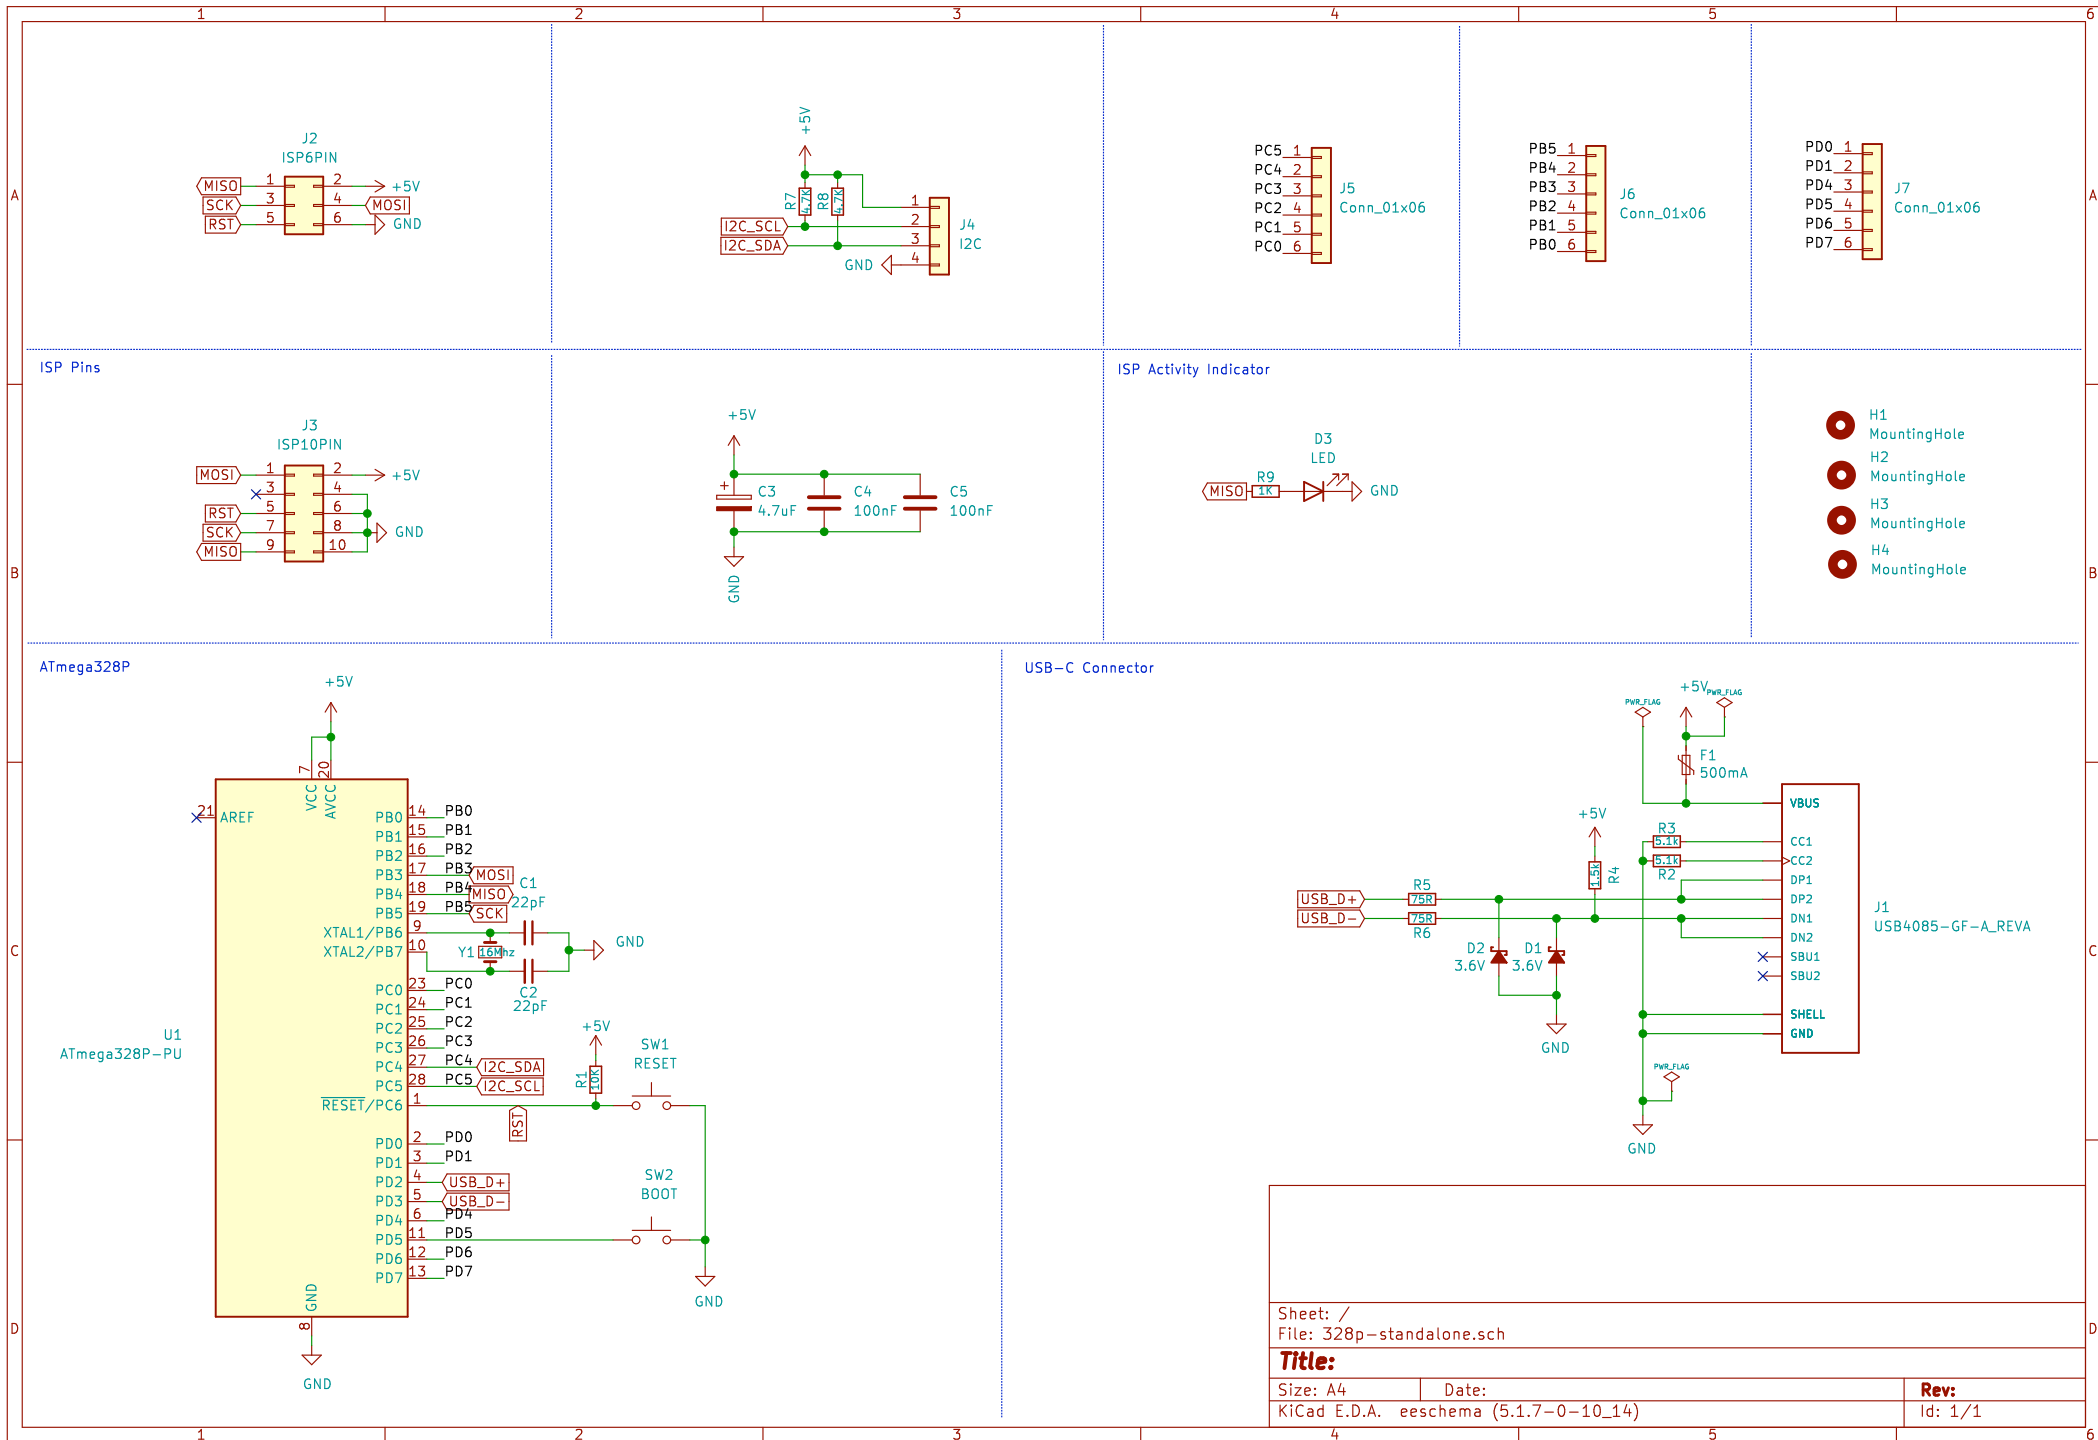 1 2 3 4 5 6
A A
B B
C C
D D
J2
ISP6PIN
MISO 1 2 +5V
SCK 3 4 MOSI
RST 5 6 GND
+5V
R7 4.7K R8 4.7K
1
I2C_SCL 2
I2C_SDA 3
GND 4
J4
I2C
PC5 1
PC4 2
PC3 3
PC2 4
PC1 5
PC0 6
J5
Conn_01x06
PB5 1
PB4 2
PB3 3
PB2 4
PB1 5
PB0 6
J6
Conn_01x06
PD0 1
PD1 2
PD4 3
PD5 4
PD6 5
PD7 6
J7
Conn_01x06
ISP Pins
J3
ISP10PIN
MOSI 1 2 +5V
3 4
RST 5 6
SCK 7 8 GND
MISO 9 10
+5V
+
C3
4.7uF
C4
100nF
C5
100nF
GND
ISP Activity Indicator
D3
LED
MISO R9 1K GND
H1
MountingHole
H2
MountingHole
H3
MountingHole
H4
MountingHole
ATmega328P
+5V
7 20
VCC AVCC
21 AREF
PB0 14 PB0
PB1 15 PB1
PB2 16 PB2
PB3 17 PB3 MOSI
PB4 18 PB4 MISO
PB5 19 PB5 SCK
XTAL1/PB6 9
XTAL2/PB7 10
C1
22pF
Y1 16Mhz
GND
C2
22pF
PC0 23 PC0
PC1 24 PC1
PC2 25 PC2
PC3 26 PC3
PC4 27 PC4 I2C_SDA
PC5 28 PC5 I2C_SCL
RESET/PC6 1
RST
U1
ATmega328P-PU
+5V
R1 10K
SW1
RESET
PD0 2 PD0
PD1 3 PD1
PD2 4 USB_D+
PD3 5 USB_D-
PD4 6 PD4
PD5 11 PD5
PD6 12 PD6
PD7 13 PD7
SW2
BOOT
GND
GND
8
GND
USB-C Connector
PWR_FLAG
+5V
PWR_FLAG
F1
500mA
+5V
R4 1.5k
R3
5.1k
5.1k
R2
USB_D+ R5 75R
USB_D- 75R
R6
D2
3.6V
D1
3.6V
GND
VBUS
CC1
CC2
DP1
DP2
DN1
DN2
SBU1
SBU2
SHELL
GND
J1
USB4085-GF-A_REVA
PWR_FLAG
GND
Sheet: /
File: 328p-standalone.sch
Title:
Size: A4 Date: Rev:
KiCad E.D.A. eeschema (5.1.7-0-10_14) Id: 1/1
1 2 3 4 5 6